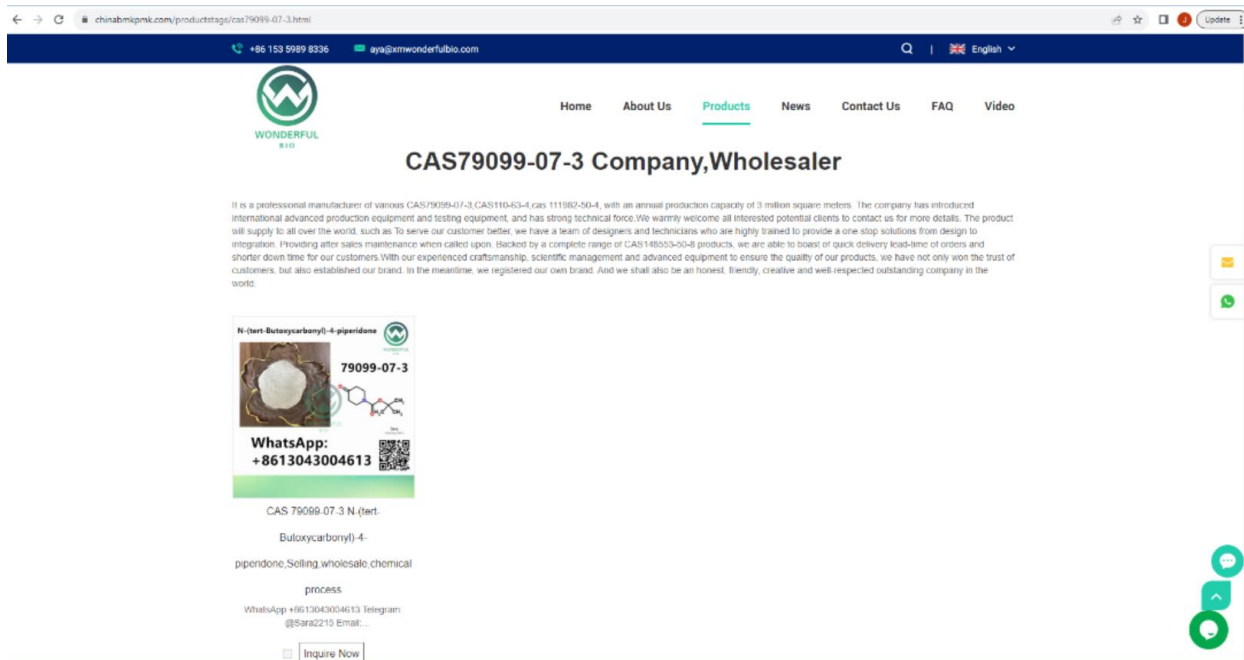 chinabmkpmk.com/productstags/cas79099-07-3.html
Update
+86 153 5989 8336 aya@xmwonderfulbio.com | English
WONDERFUL
BIO
Home About Us Products News Contact Us FAQ Video
CAS79099-07-3 Company,Wholesaler
It is a professional manufacturer of various CAS79099-07-3,CAS110-63-4,cas 111982-50-4, with an annual production capacity of 3 million square meters. The company has introduced
international advanced production equipment and testing equipment, and has strong technical force.We warmly welcome all interested potential clients to contact us for more details. The product
will supply to all over the world, such as To serve our customer better, we have a team of designers and technicians who are highly trained to provide a one-stop solutions from design to
integration. Providing after sales maintenance when called upon. Backed by a complete range of CAS148553-50-8 products, we are able to boast of quick delivery lead-time of orders and
shorter down time for our customers.With our experienced craftsmanship, scientific management and advanced equipment to ensure the quality of our products, we have not only won the trust of
customers, but also established our brand. In the meantime, we registered our own brand. And we shall also be an honest, friendly, creative and well-respected outstanding company in the
world.
N-(tert-Butoxycarbonyl)-4-piperidone
WONDERFUL
79099-07-3
WhatsApp:
+8613043004613
CAS 79099-07-3 N-(tert-
Butoxycarbonyl)-4-
piperidone,Selling,wholesale,chemical
process
WhatsApp +8613043004613 Telegram:
@Sara2215 Email:...
Inquire Now